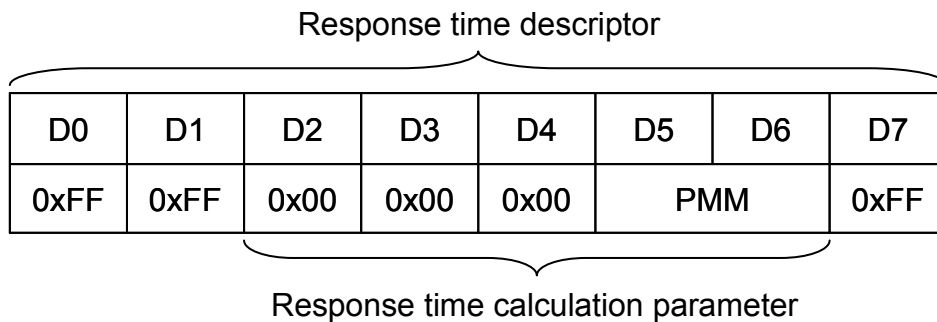 Response time descriptor
D0 D1 D2 D3 D4 D5 D6 D7
0xFF 0xFF 0x00 0x00 0x00 PMM 0xFF
Response time calculation parameter